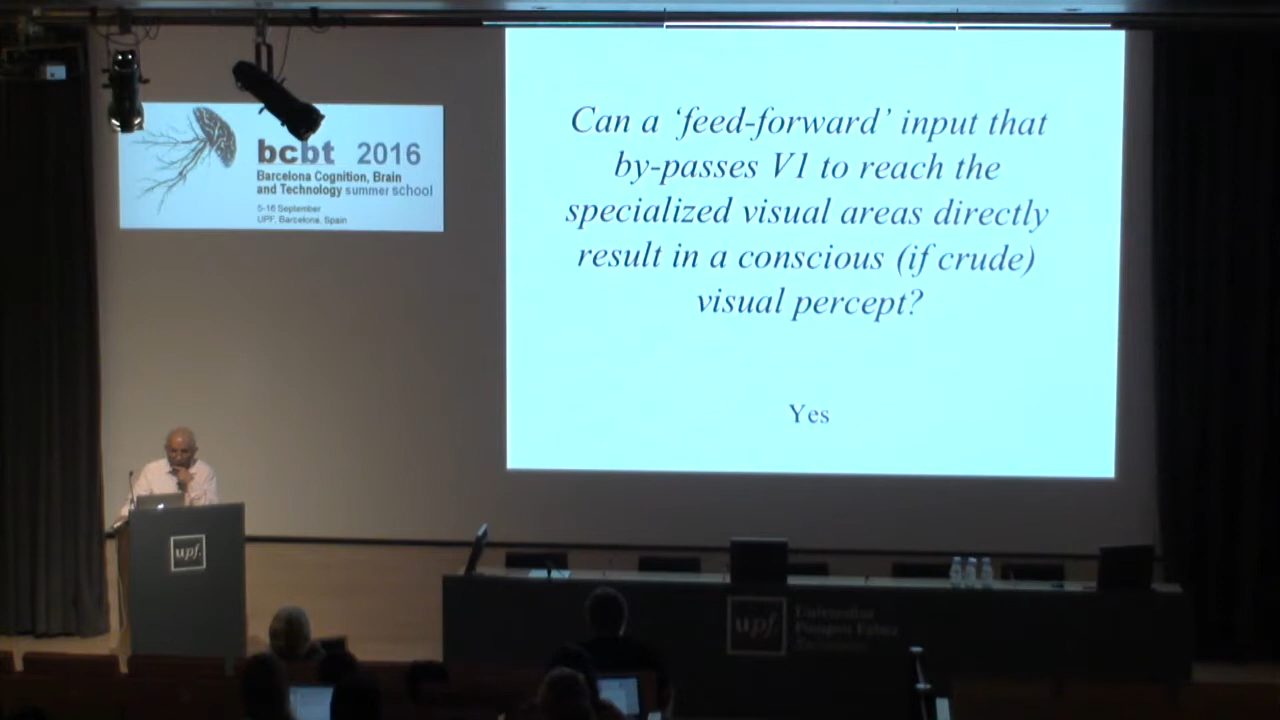 bcbt 2016
Barcelona Cognition, Brain
and Technology summer school
5-16 September
UPF, Barcelona, Spain
Can a ‘feed-forward’ input that
by-passes V1 to reach the
specialized visual areas directly
result in a conscious (if crude)
visual percept?
Yes
upf.
upf.
Universitat
Pompeu Fabra
Barcelona